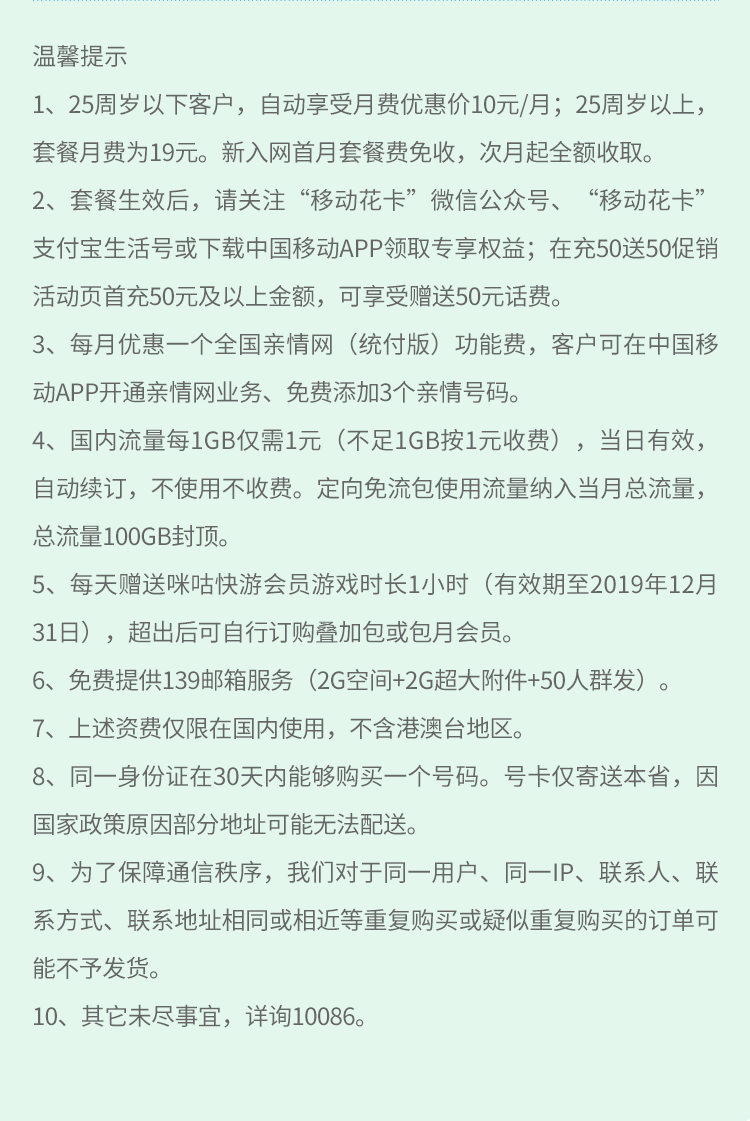 温馨提示
1、25周岁以下客户，自动享受月费优惠价10元/月；25周岁以上，
套餐月费为19元。新入网首月套餐费免收，次月起全额收取。
2、套餐生效后，请关注“移动花卡”微信公众号、“移动花卡”
支付宝生活号或下载中国移动APP领取专享权益；在充50送50促销
活动页首充50元及以上金额，可享受赠送50元话费。
3、每月优惠一个全国亲情网（统付版）功能费，客户可在中国移
动APP开通亲情网业务、免费添加3个亲情号码。
4、国内流量每1GB仅需1元（不足1GB按1元收费），当日有效，
自动续订，不使用不收费。定向免流包使用流量纳入当月总流量，
总流量100GB封顶。
5、每天赠送咪咕快游会员游戏时长1小时（有效期至2019年12月
31日），超出后可自行订购叠加包或包月会员。
6、免费提供139邮箱服务（2G空间+2G超大附件+50人群发）。
7、上述资费仅限在国内使用，不含港澳台地区。
8、同一身份证在30天内能够购买一个号码。号卡仅寄送本省，因
国家政策原因部分地址可能无法配送。
9、为了保障通信秩序，我们对于同一用户、同一IP、联系人、联
系方式、联系地址相同或相近等重复购买或疑似重复购买的订单可
能不予发货。
10、其它未尽事宜，详询10086。